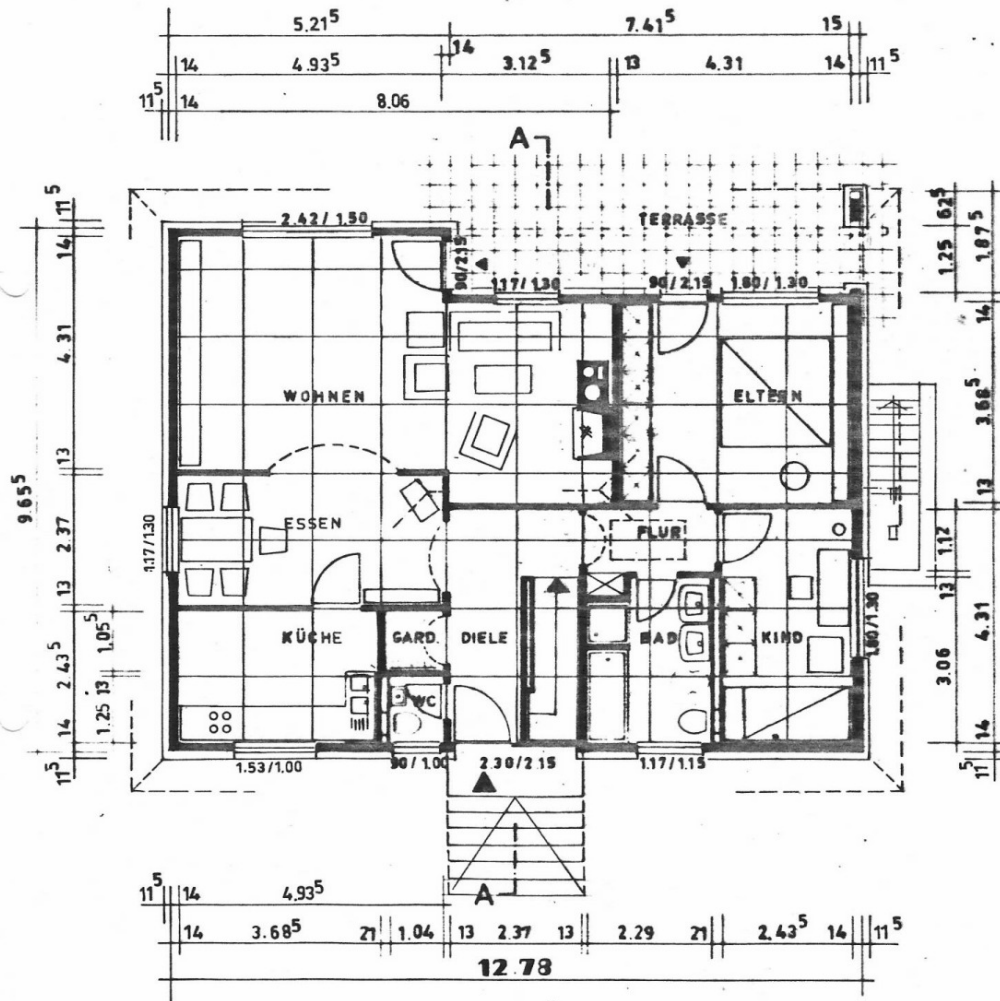 5.21⁵ 7.41⁵ 15
14
14 4.93⁵ 3.12⁵ 13 4.31 14 11⁵
11⁵ 14 8.06
A
TERRASSE
2.42/1.50
90/2.15
1.17/1.30 90/2.15 1.80/1.30
WOHNEN ELTERN
ESSEN FLUR
1.17/1.30
KÜCHE GARD. DIELE BAD KIND
1.80/1.30
WC
1.53/1.00 90/1.00 2.30/2.15 1.17/1.15
A
11⁵ 14 4.31 13 2.37 13 2.43⁵ 14 11⁵
9.65⁵
1.05⁵ 13 1.25
62⁵ 1.25
1.87⁵ 14 3.68⁵ 13 4.31 14 11⁵
1.12 13 3.06
11⁵ 14 4.93⁵
14 3.68⁵ 21 1.04 13 2.37 13 2.29 21 2.43⁵ 14 11⁵
12.78